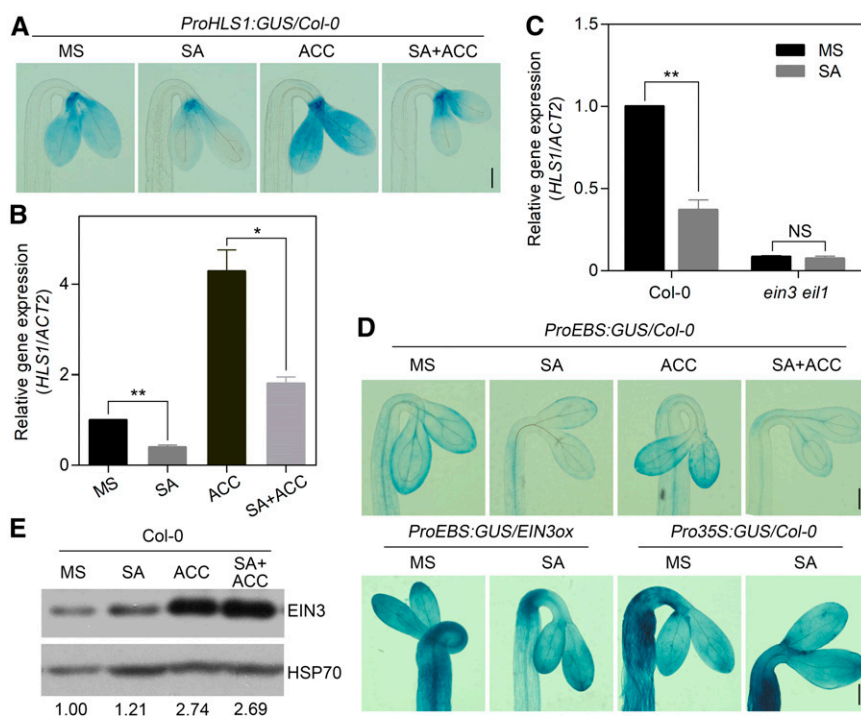 A
ProHLS1:GUS/Col-0
MS SA ACC SA+ACC
B
Relative gene expression
(HLS1/ACT2)
4
2
0
** *
MS SA ACC SA+ACC
C
Relative gene expression
(HLS1/ACT2)
1.5
1.0
0.5
0
MS
SA
**
NS
Col-0 ein3 eil1
D
ProEBS:GUS/Col-0
MS SA ACC SA+ACC
ProEBS:GUS/EIN3ox Pro35S:GUS/Col-0
MS SA MS SA
E
Col-0
MS SA ACC SA+
ACC
EIN3
HSP70
1.00 1.21 2.74 2.69